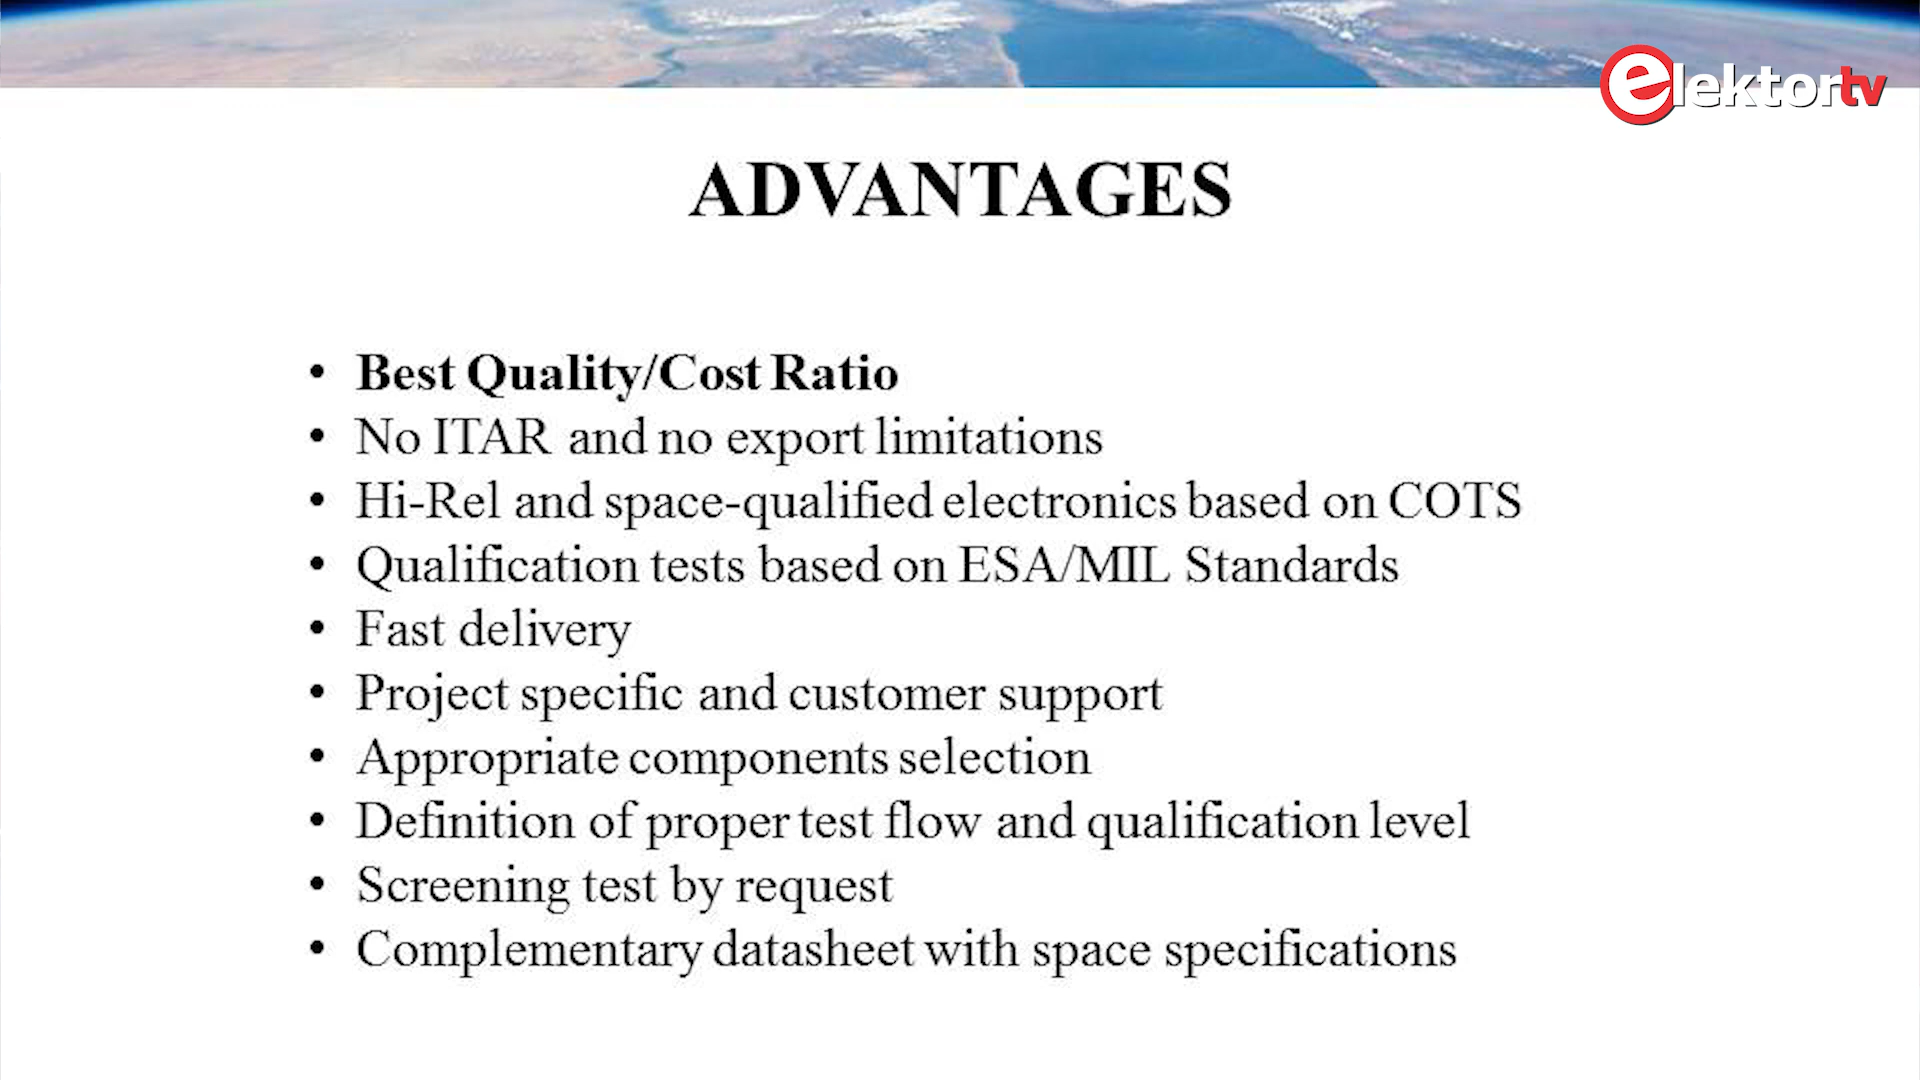 elektortv
ADVANTAGES
• Best Quality/Cost Ratio
• No ITAR and no export limitations
• Hi-Rel and space-qualified electronics based on COTS
• Qualification tests based on ESA/MIL Standards
• Fast delivery
• Project specific and customer support
• Appropriate components selection
• Definition of proper test flow and qualification level
• Screening test by request
• Complementary datasheet with space specifications